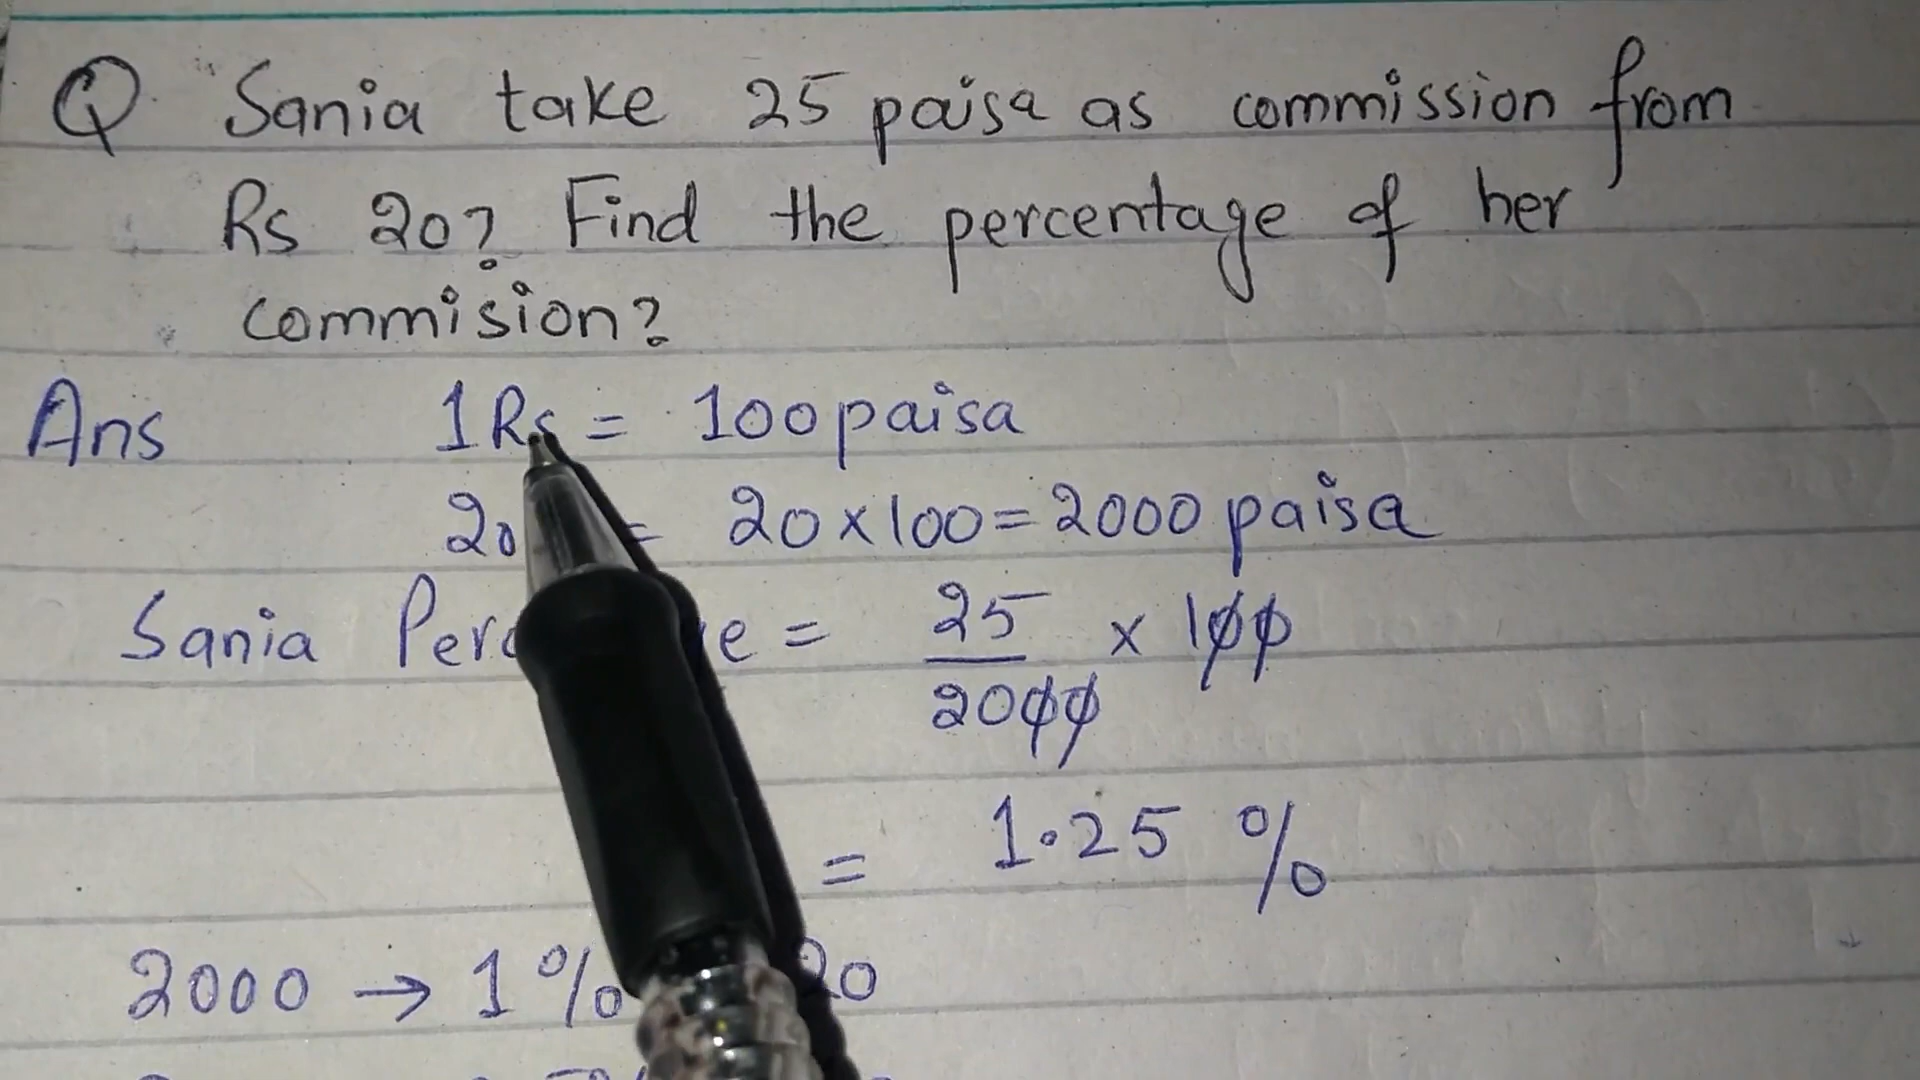 Q. Sania take 25 paisa as commission from
Rs 20? Find the percentage of her
commision?
Ans 1Rs = 100 paisa
20 = 20 x 100 = 2000 paisa
Sania = 25/2000 x 100
= 1.25 %
2000 → 1% 20